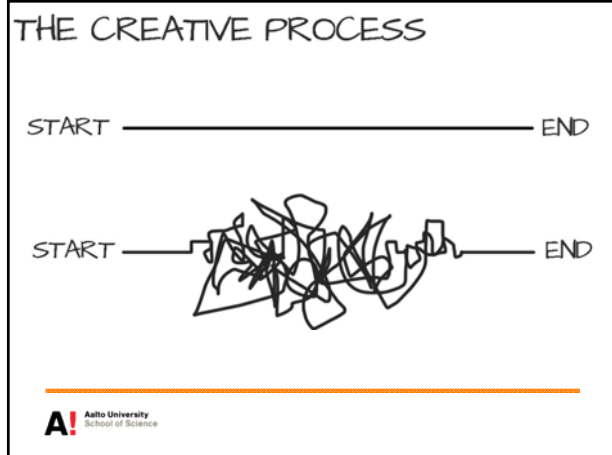 THE CREATIVE PROCESS
START END
START END
A!
Aalto University
School of Science